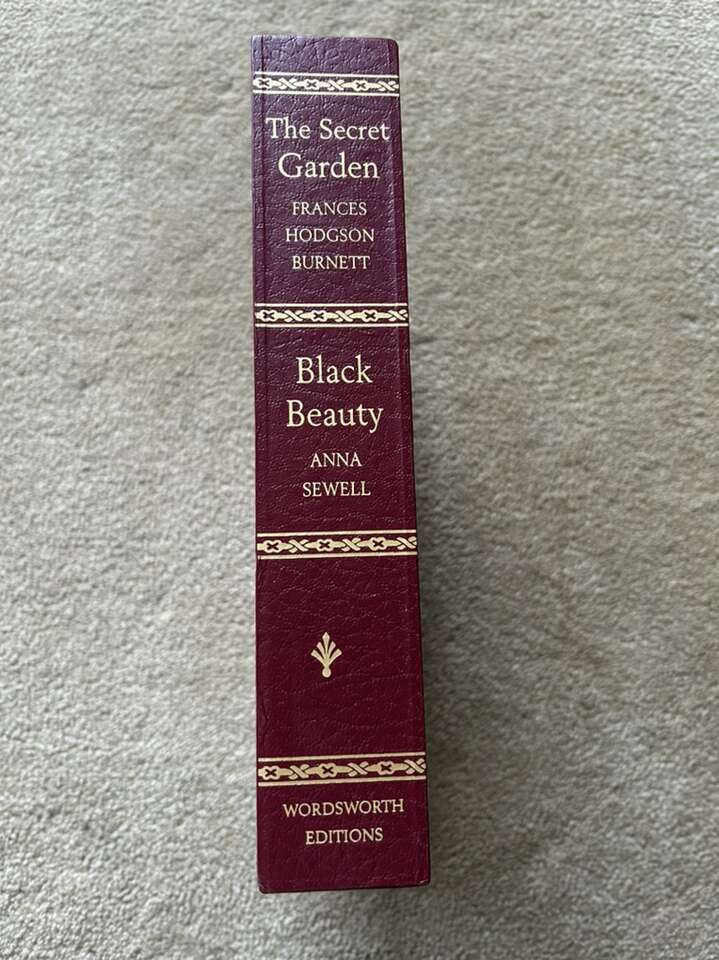 The Secret
Garden
FRANCES
HODGSON
BURNETT
Black
Beauty
ANNA
SEWELL
WORDSWORTH
EDITIONS